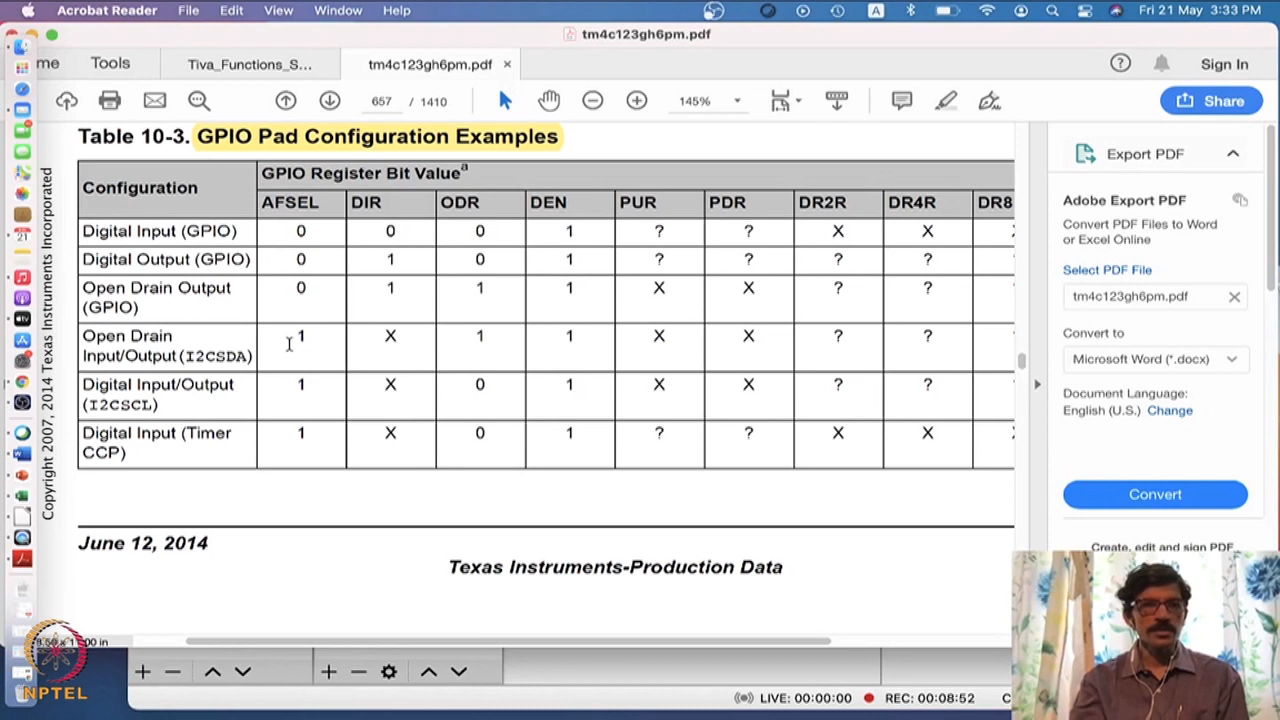 Acrobat Reader File Edit View Window Help A Fri 21 May 3:33 PM
tm4c123gh6pm.pdf
me Tools Tiva_Functions_S... tm4c123gh6pm.pdf × ? Sign In
657 / 1410 145% Share
Table 10-3. GPIO Pad Configuration Examples
Configuration GPIO Register Bit Value^a
AFSEL DIR ODR DEN PUR PDR DR2R DR4R DR8
Digital Input (GPIO) 0 0 0 1 ? ? X X
Digital Output (GPIO) 0 1 0 1 ? ? ? ?
Open Drain Output 0 1 1 1 X X ? ?
(GPIO)
Open Drain 1 X 1 1 X X ? ?
Input/Output (I2CSDA)
Digital Input/Output 1 X 0 1 X X ? ?
(I2CSCL)
Digital Input (Timer 1 X 0 1 ? ? X X
CCP)
June 12, 2014
Texas Instruments-Production Data
Copyright 2007, 2014 Texas Instruments Incorporated
Export PDF
Adobe Export PDF
Convert PDF Files to Word
or Excel Online
Select PDF File
tm4c123gh6pm.pdf
Convert to
Microsoft Word (*.docx)
Document Language:
English (U.S.) Change
Convert
Create, edit and sign PDF
LIVE: 00:00:00 REC: 00:08:52
NPTEL